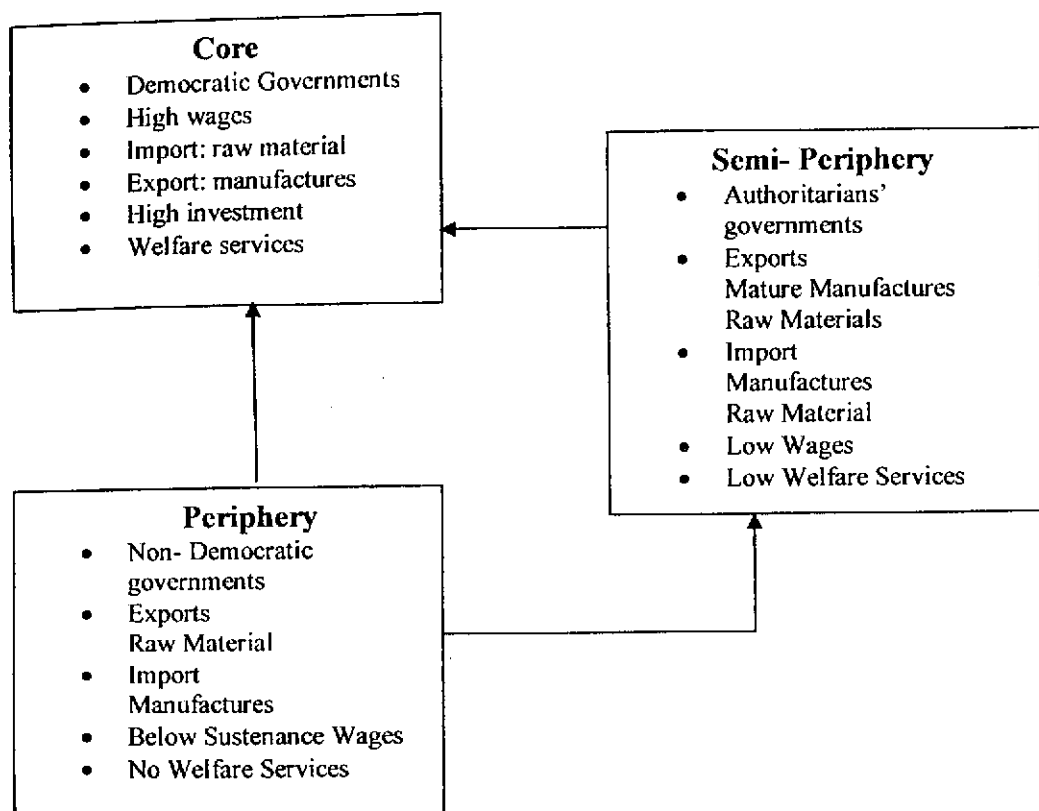 Core
• Democratic Governments
• High wages
• Import: raw material
• Export: manufactures
• High investment
• Welfare services
Semi- Periphery
• Authoritarians'
governments
• Exports
Mature Manufactures
Raw Materials
• Import
Manufactures
Raw Material
• Low Wages
• Low Welfare Services
Periphery
• Non- Democratic
governments
• Exports
Raw Material
• Import
Manufactures
• Below Sustenance Wages
• No Welfare Services